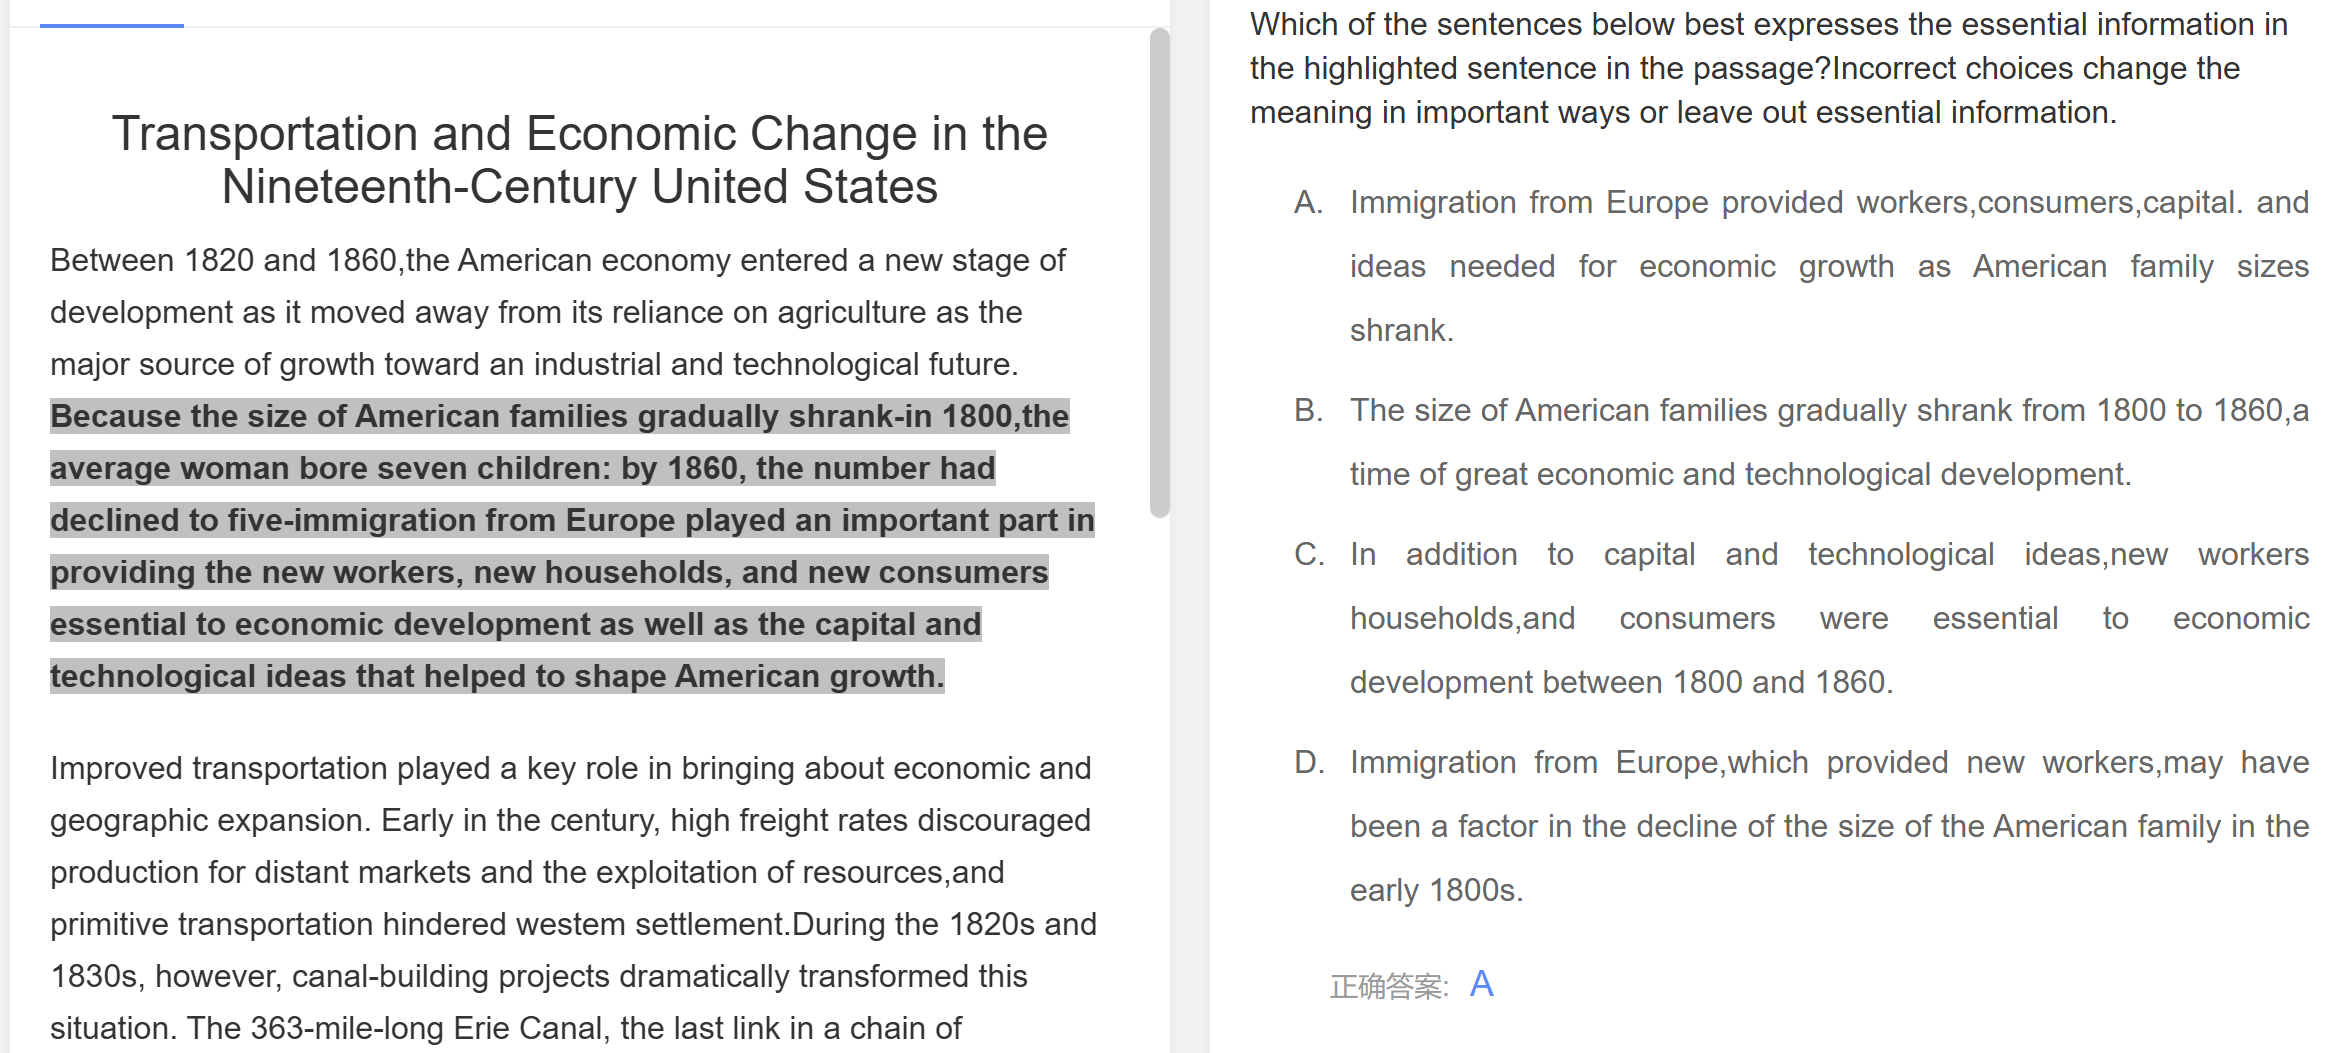 Transportation and Economic Change in the
Nineteenth-Century United States
Between 1820 and 1860,the American economy entered a new stage of
development as it moved away from its reliance on agriculture as the
major source of growth toward an industrial and technological future.
Because the size of American families gradually shrank-in 1800,the
average woman bore seven children: by 1860, the number had
declined to five-immigration from Europe played an important part in
providing the new workers, new households, and new consumers
essential to economic development as well as the capital and
technological ideas that helped to shape American growth.
Improved transportation played a key role in bringing about economic and
geographic expansion. Early in the century, high freight rates discouraged
production for distant markets and the exploitation of resources,and
primitive transportation hindered westem settlement.During the 1820s and
1830s, however, canal-building projects dramatically transformed this
situation. The 363-mile-long Erie Canal, the last link in a chain of
Which of the sentences below best expresses the essential information in
the highlighted sentence in the passage?Incorrect choices change the
meaning in important ways or leave out essential information.
A. Immigration from Europe provided workers,consumers,capital. and
ideas needed for economic growth as American family sizes
shrank.
B. The size of American families gradually shrank from 1800 to 1860,a
time of great economic and technological development.
C. In addition to capital and technological ideas,new workers
households,and consumers were essential to economic
development between 1800 and 1860.
D. Immigration from Europe,which provided new workers,may have
been a factor in the decline of the size of the American family in the
early 1800s.
正确答案: A